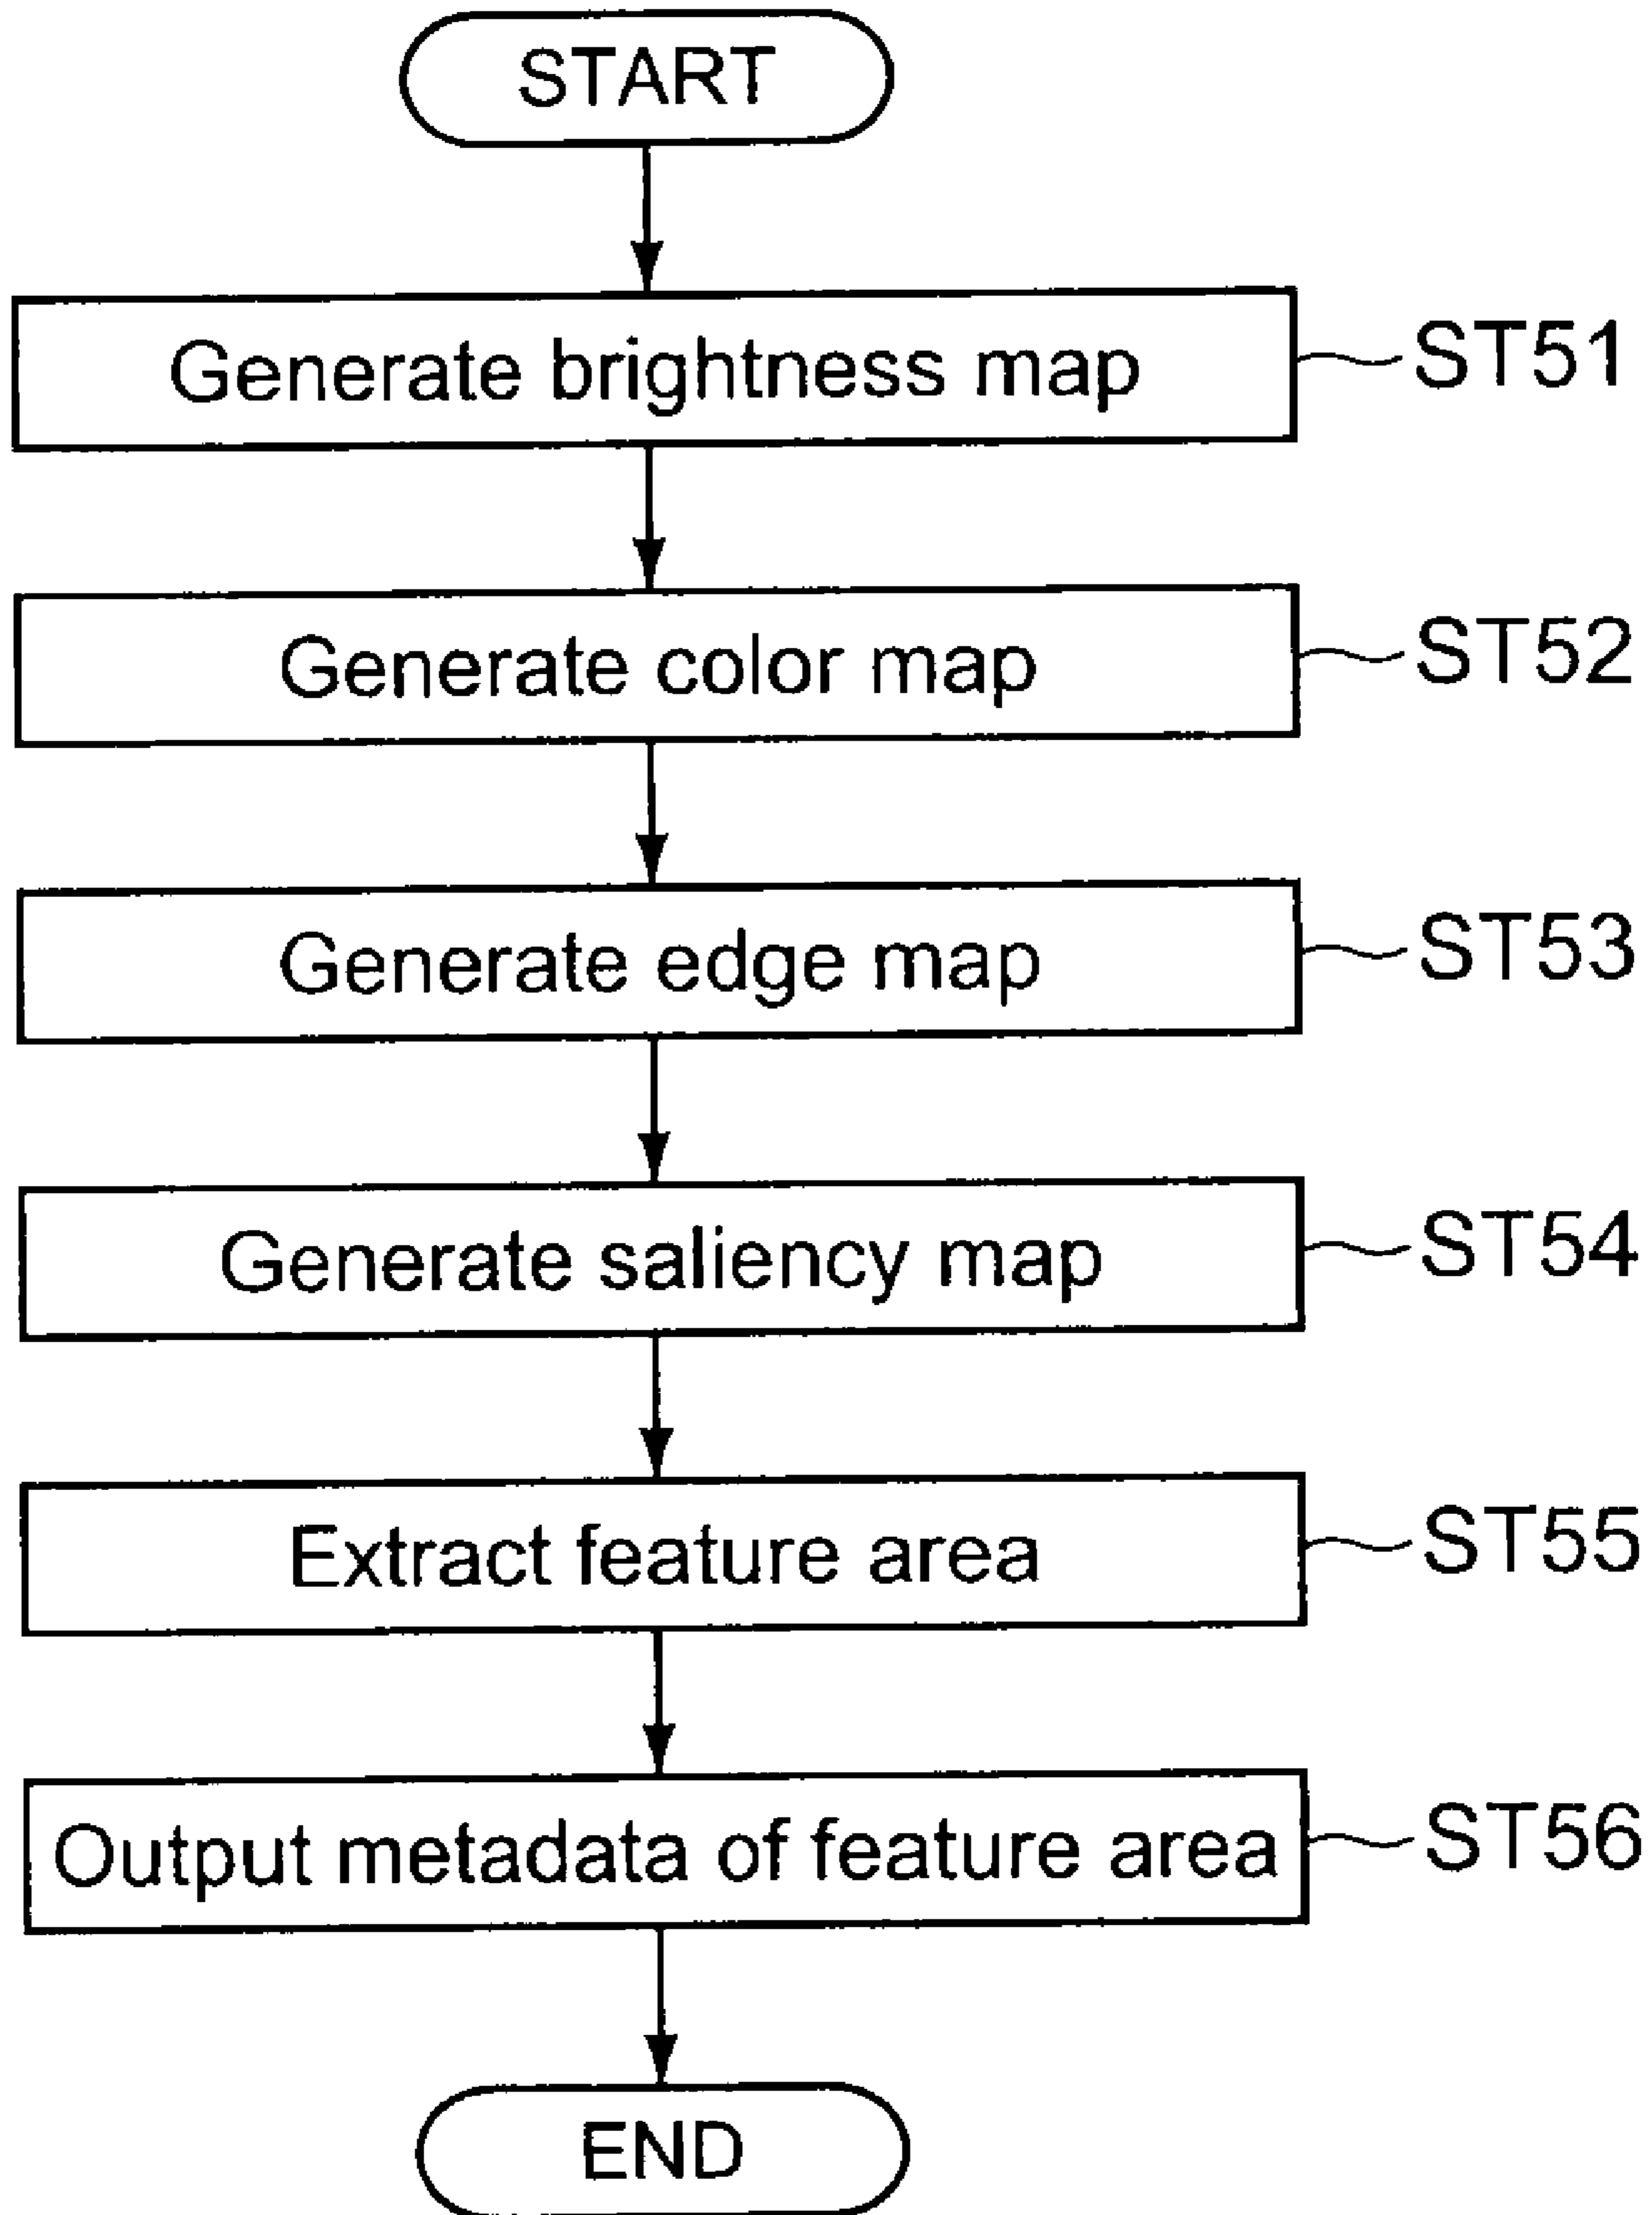 START
Generate brightness map
ST51
Generate color map
ST52
Generate edge map
ST53
Generate saliency map
ST54
Extract feature area
ST55
Output metadata of feature area
ST56
END